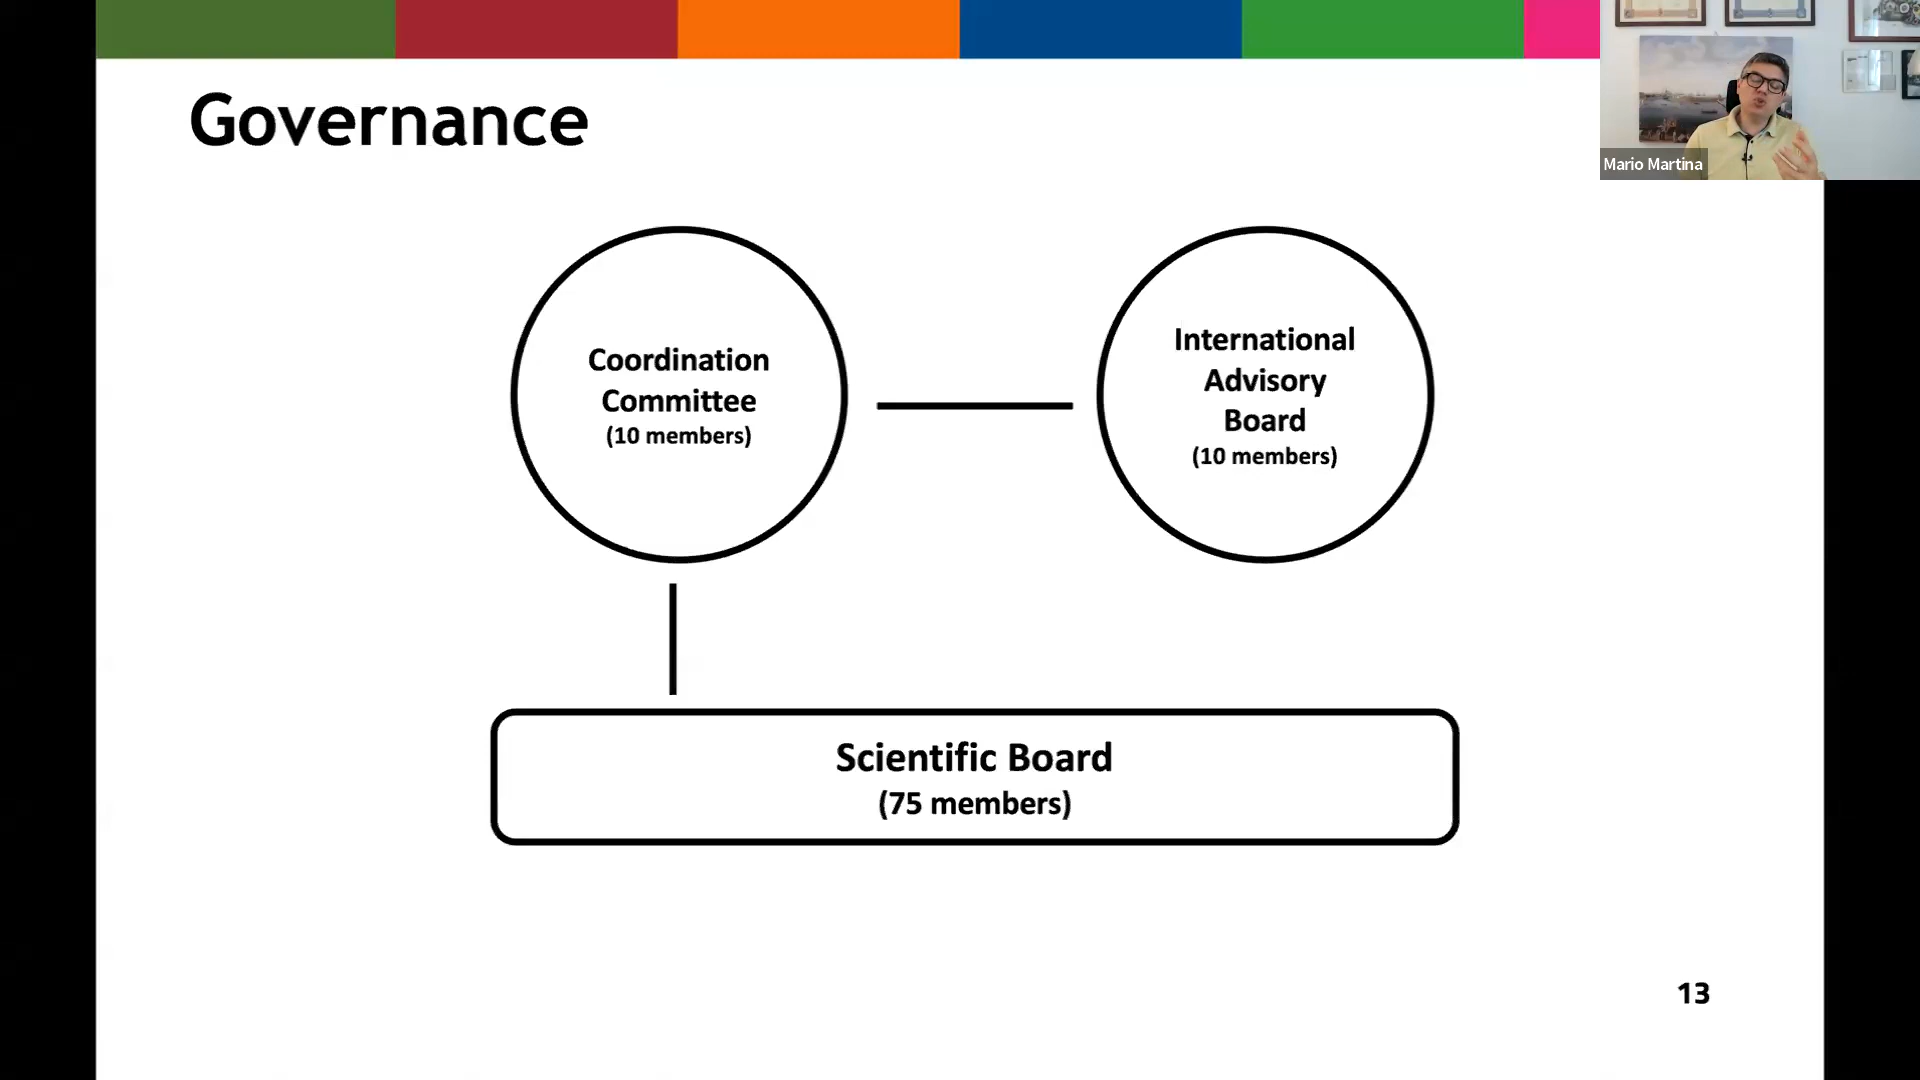 Governance
Mario Martina
Coordination
Committee
(10 members)
International
Advisory
Board
(10 members)
Scientific Board
(75 members)
13